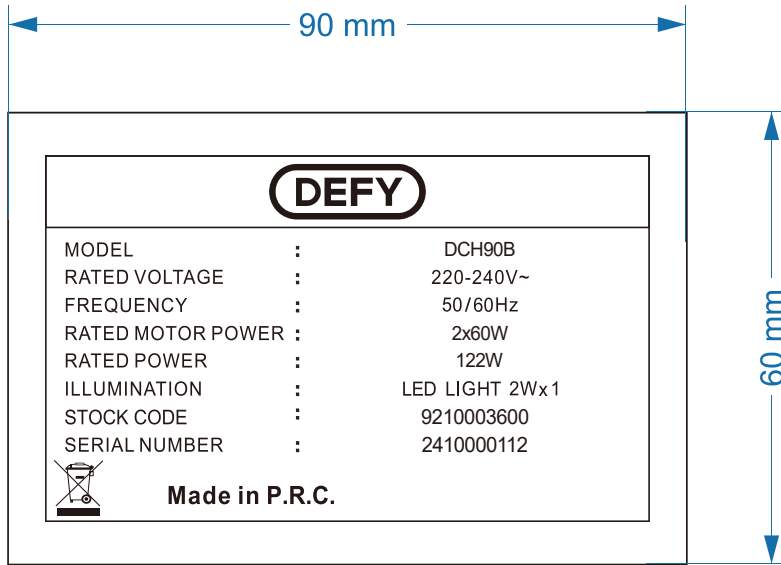 90 mm
DEFY
MODEL : DCH90B
RATED VOLTAGE : 220-240V~
FREQUENCY : 50/60Hz
RATED MOTOR POWER : 2x60W
RATED POWER : 122W
ILLUMINATION : LED LIGHT 2Wx1
STOCK CODE : 9210003600
SERIAL NUMBER : 2410000112
Made in P.R.C.
60 mm